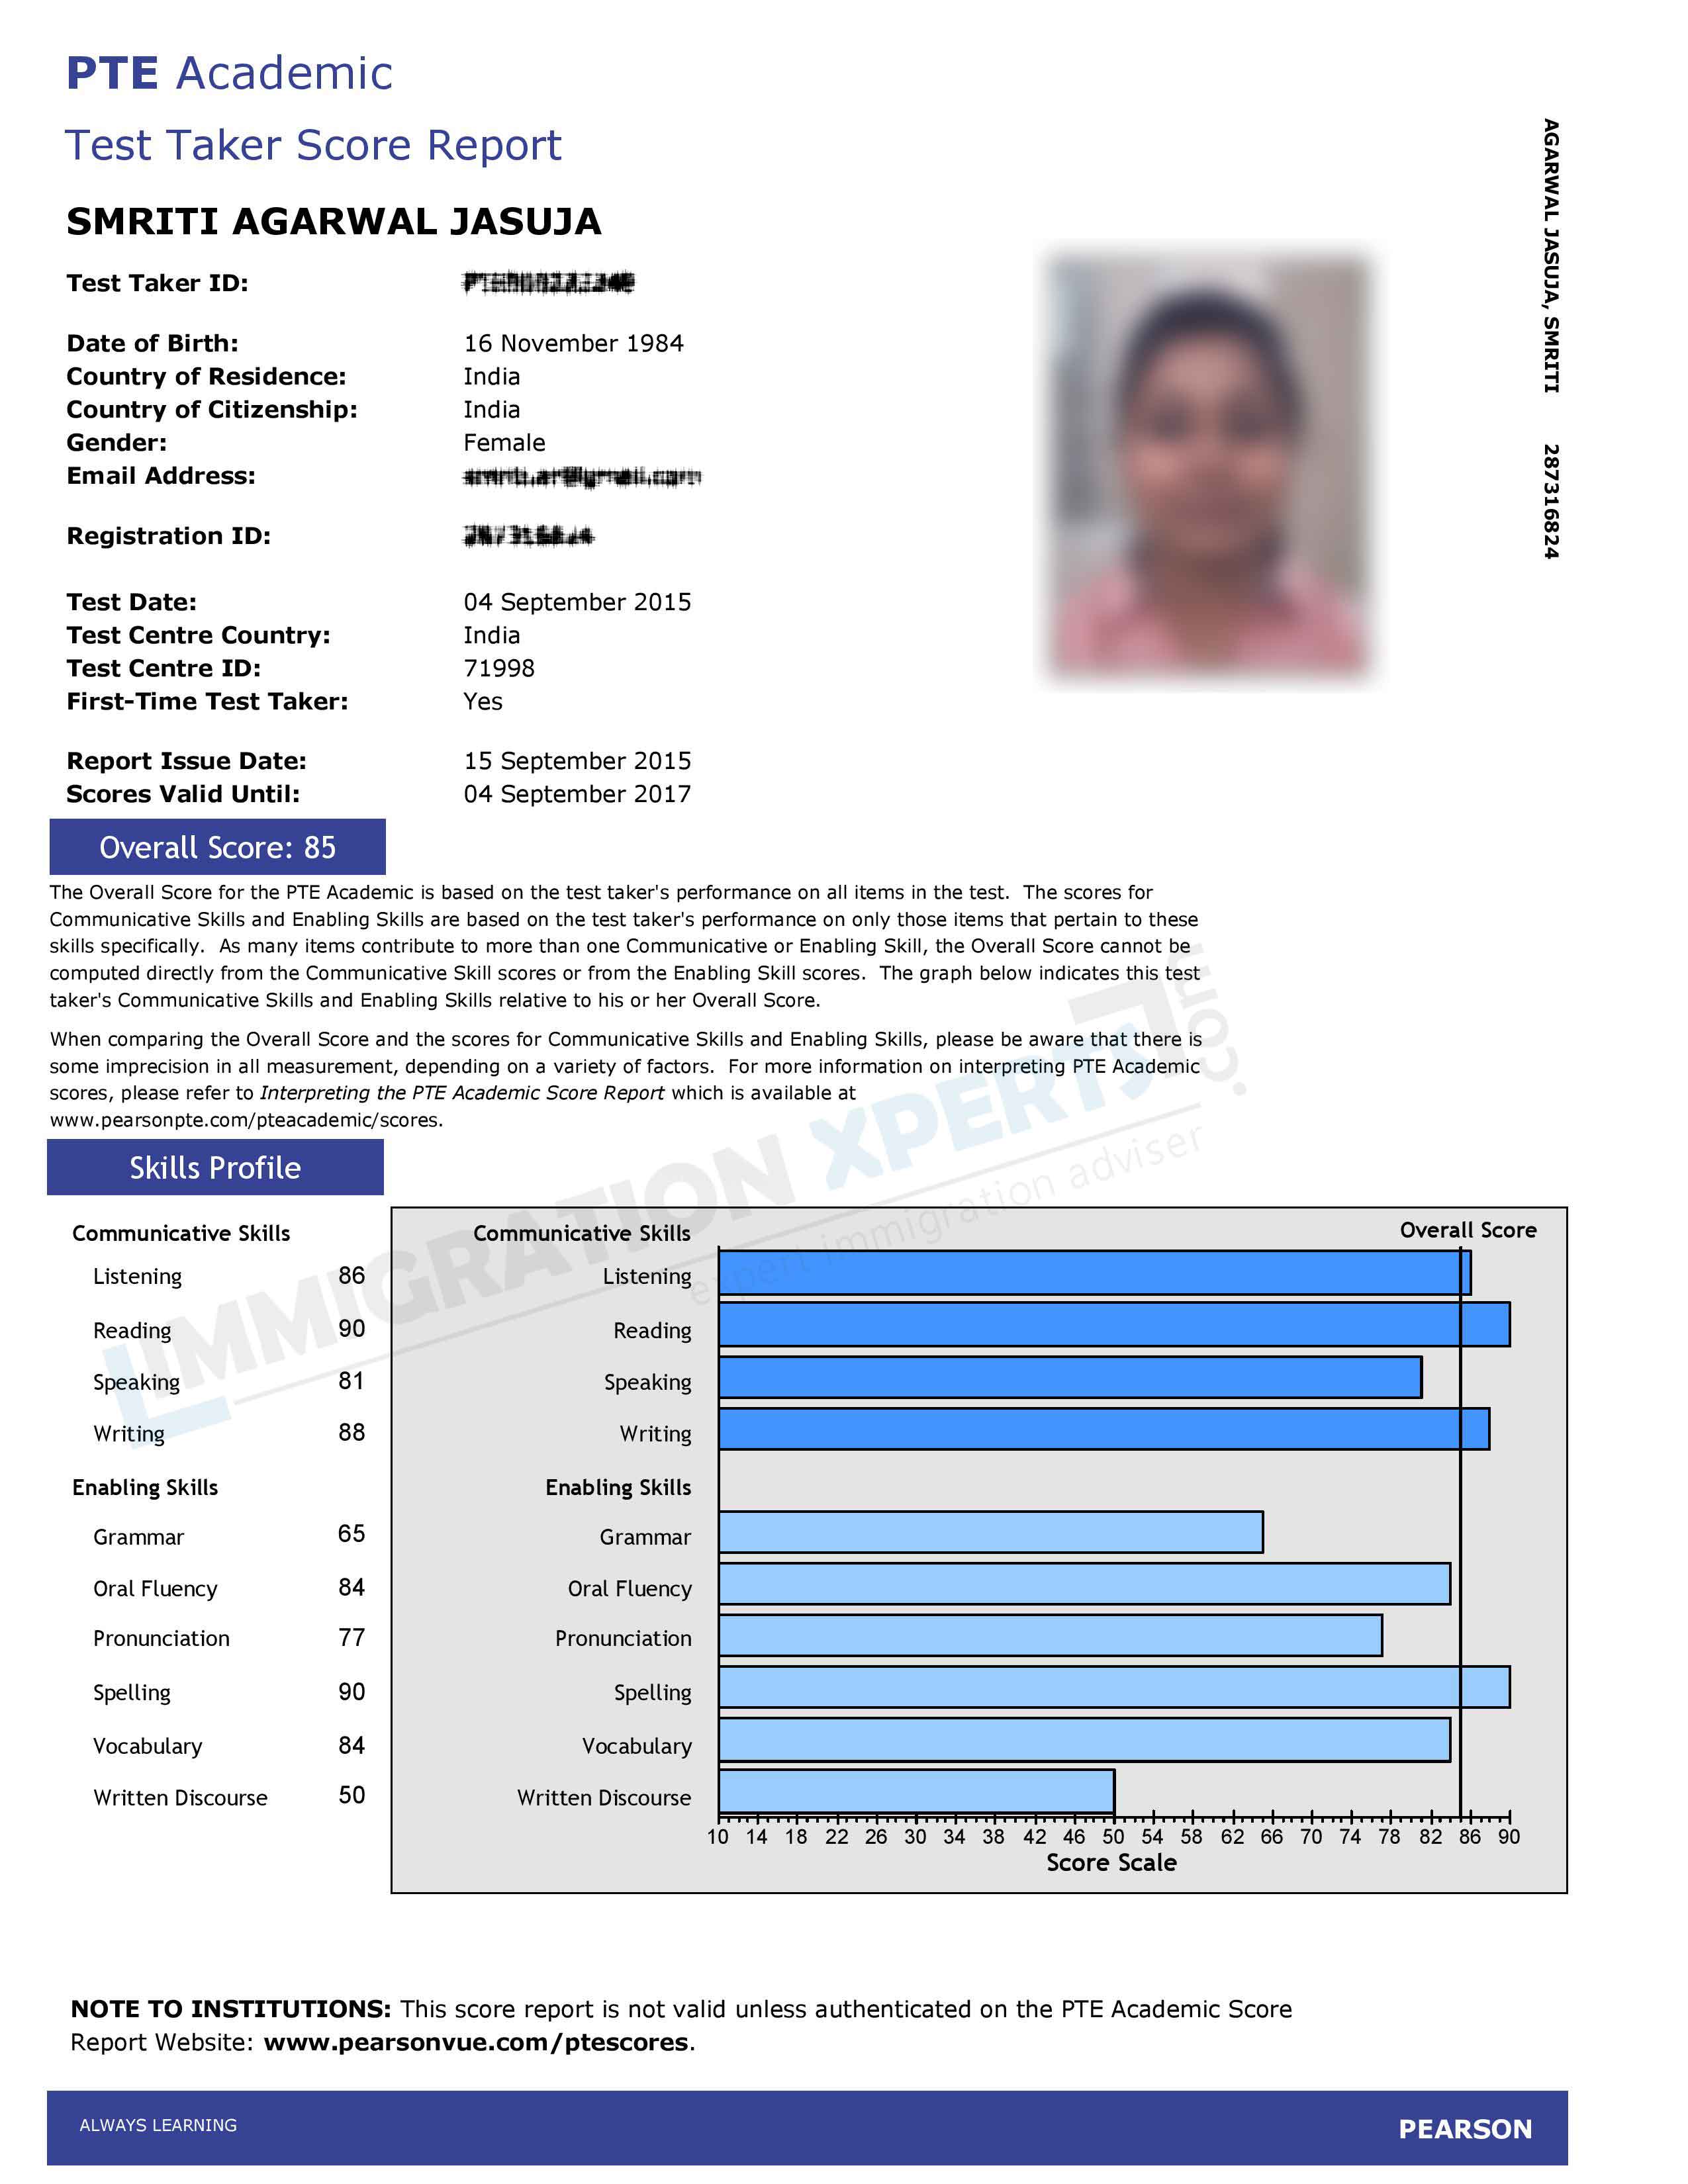 PTE Academic
Test Taker Score Report
SMRITI AGARWAL JASUJA
Test Taker ID:
Date of Birth: 16 November 1984
Country of Residence: India
Country of Citizenship: India
Gender: Female
Email Address:
Registration ID:
Test Date: 04 September 2015
Test Centre Country: India
Test Centre ID: 71998
First-Time Test Taker: Yes
Report Issue Date: 15 September 2015
Scores Valid Until: 04 September 2017
AGARWAL JASUJA, SMRITI 287316824
Overall Score: 85
The Overall Score for the PTE Academic is based on the test taker's performance on all items in the test. The scores for
Communicative Skills and Enabling Skills are based on the test taker's performance on only those items that pertain to these
skills specifically. As many items contribute to more than one Communicative or Enabling Skill, the Overall Score cannot be
computed directly from the Communicative Skill scores or from the Enabling Skill scores. The graph below indicates this test
taker's Communicative Skills and Enabling Skills relative to his or her Overall Score.
When comparing the Overall Score and the scores for Communicative Skills and Enabling Skills, please be aware that there is
some imprecision in all measurement, depending on a variety of factors. For more information on interpreting PTE Academic
scores, please refer to Interpreting the PTE Academic Score Report which is available at
www.pearsonpte.com/pteacademic/scores.
IMMIGRATION XPERTS .com
expert immigration adviser
Skills Profile
Communicative Skills
Listening 86
Reading 90
Speaking 81
Writing 88
Enabling Skills
Grammar 65
Oral Fluency 84
Pronunciation 77
Spelling 90
Vocabulary 84
Written Discourse 50
Communicative Skills
Overall Score
Listening
Reading
Speaking
Writing
Enabling Skills
Grammar
Oral Fluency
Pronunciation
Spelling
Vocabulary
Written Discourse
10 14 18 22 26 30 34 38 42 46 50 54 58 62 66 70 74 78 82 86 90
Score Scale
NOTE TO INSTITUTIONS: This score report is not valid unless authenticated on the PTE Academic Score
Report Website: www.pearsonvue.com/ptescores.
ALWAYS LEARNING
PEARSON